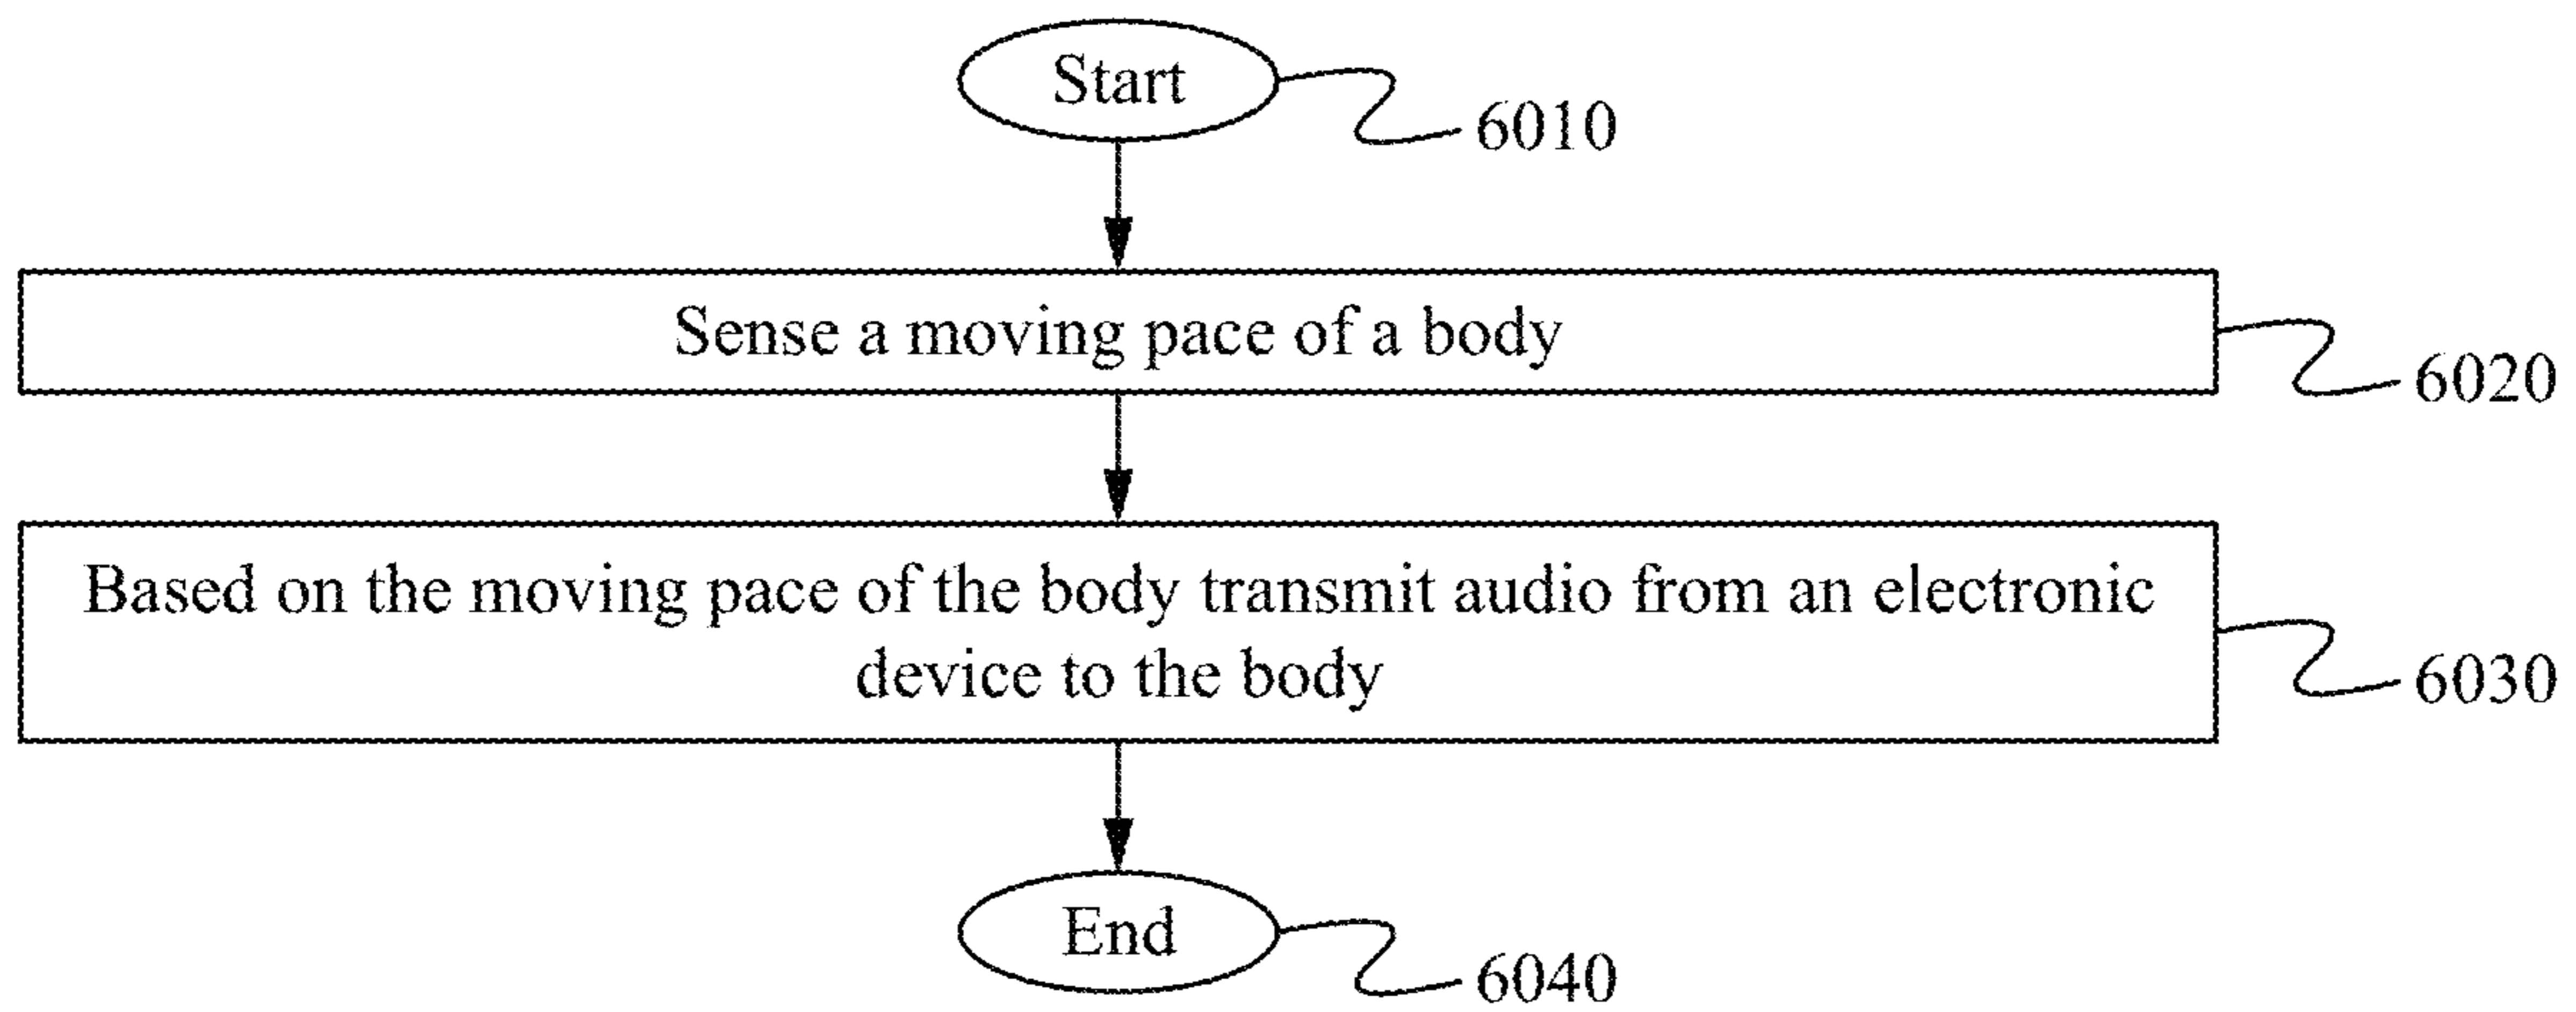 Start
6010
Sense a moving pace of a body
6020
Based on the moving pace of the body transmit audio from an electronic
device to the body
6030
End
6040